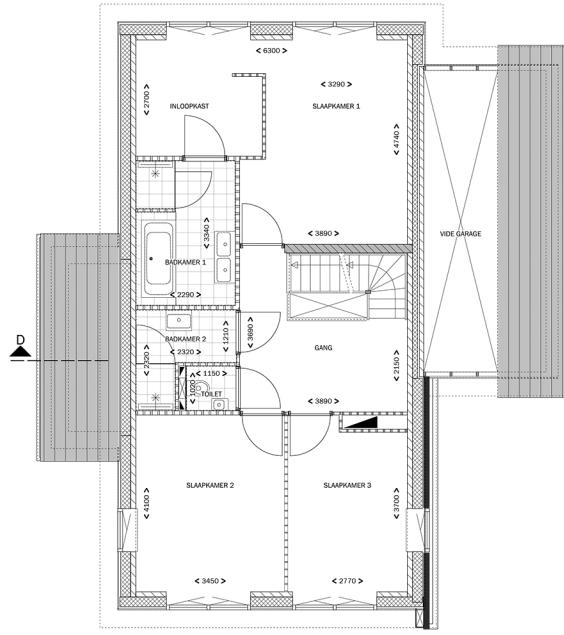 < 6300 >
< 3290 >
< 2700 >
INLOOPKAST
SLAAPKAMER 1
< 4740 >
< 3340 >
< 3890 >
VIDE GARAGE
BADKAMER 1
< 2290 >
D
BADKAMER 2
< 1210 >
< 3690 >
< 2320 >
< 2320 >
GANG
< 2150 >
< 1150 >
< 1020 >
TOILET
< 3890 >
SLAAPKAMER 2
SLAAPKAMER 3
< 4100 >
< 3700 >
< 3450 >
< 2770 >